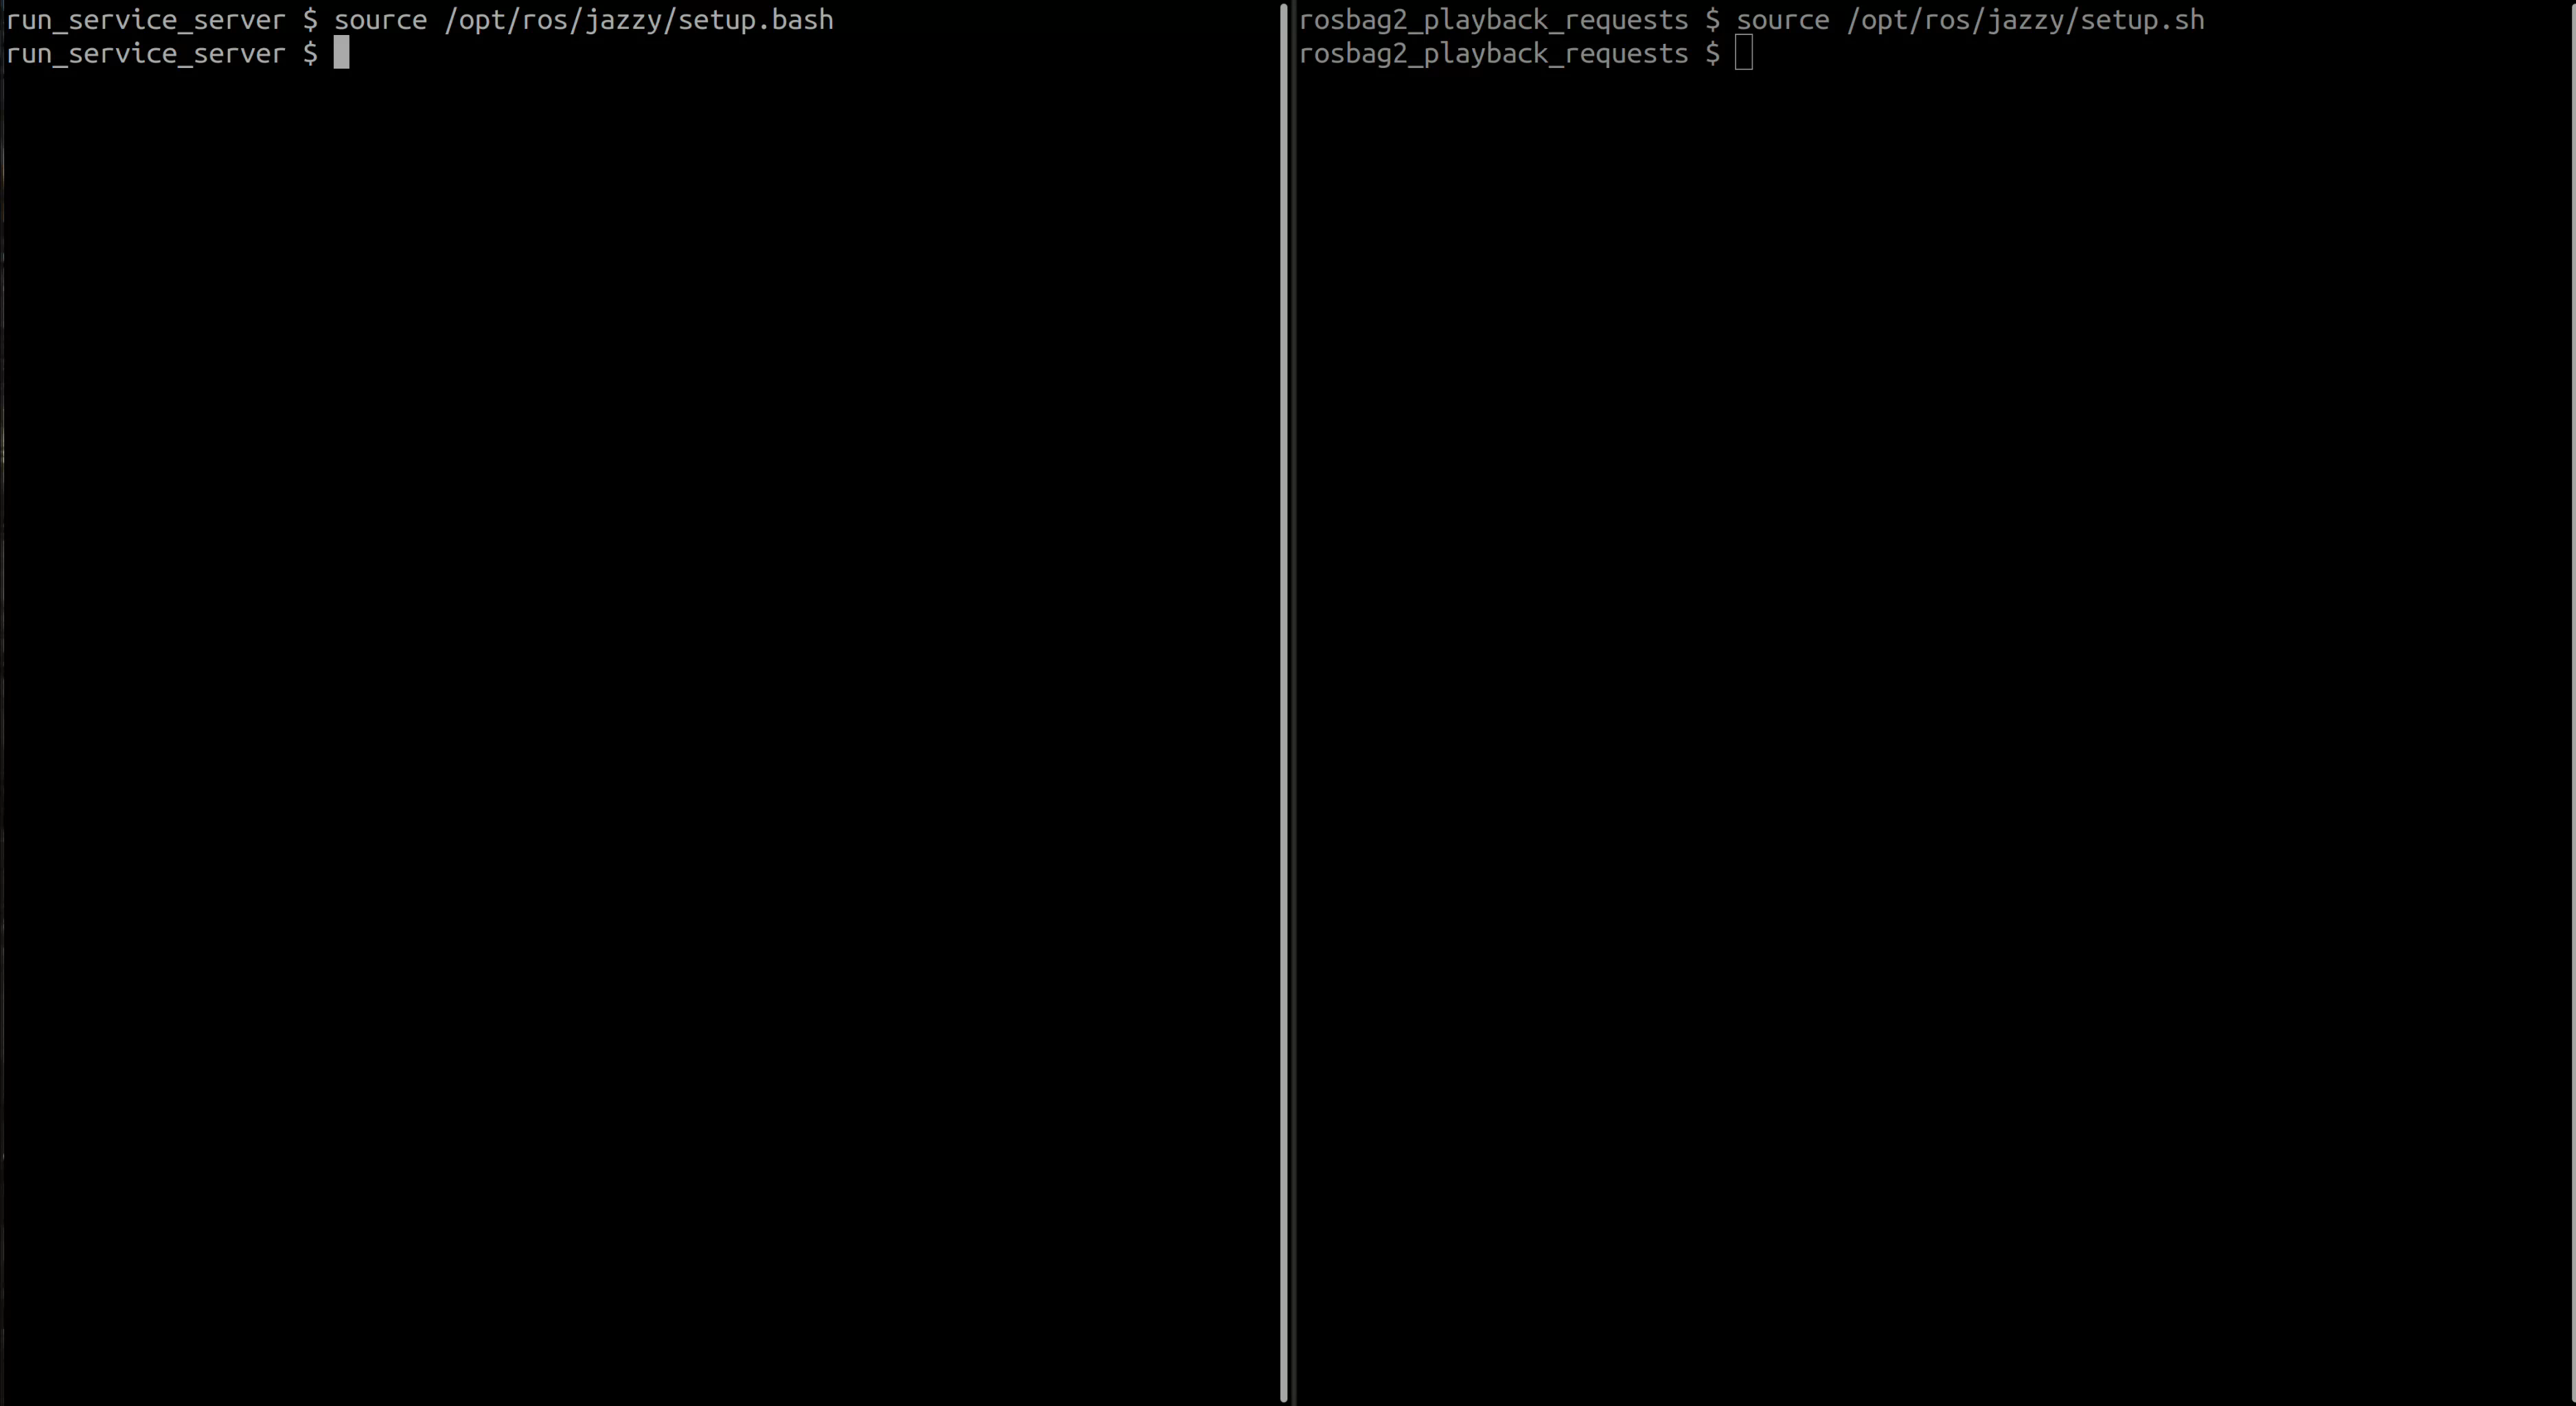 run_service_server $ source /opt/ros/jazzy/setup.bash
run_service_server $
rosbag2_playback_requests $ source /opt/ros/jazzy/setup.sh
rosbag2_playback_requests $